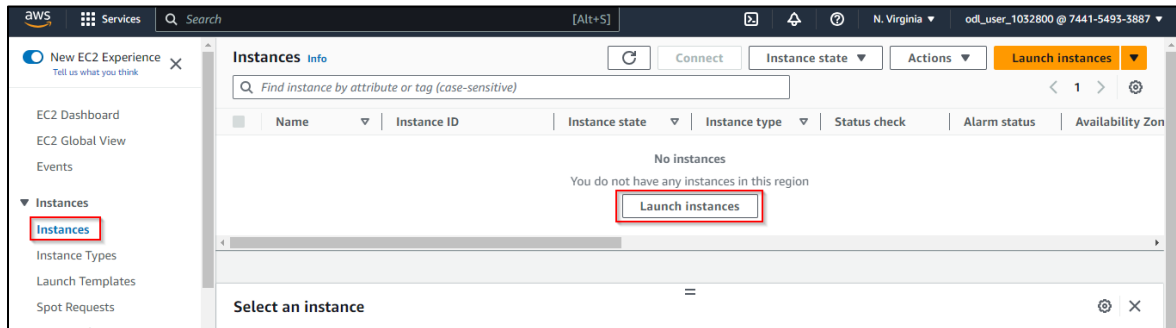 aws Services Search [Alt+S] N. Virginia ▼ odl_user_1032800 @ 7441-5493-3887 ▼
New EC2 Experience
Tell us what you think
EC2 Dashboard
EC2 Global View
Events
▼ Instances
Instances
Instance Types
Launch Templates
Spot Requests
Instances Info Connect Instance state ▼ Actions ▼ Launch instances ▼
Find instance by attribute or tag (case-sensitive) < 1 >
Name Instance ID Instance state Instance type Status check Alarm status Availability Zon
No instances
You do not have any instances in this region
Launch instances
Select an instance